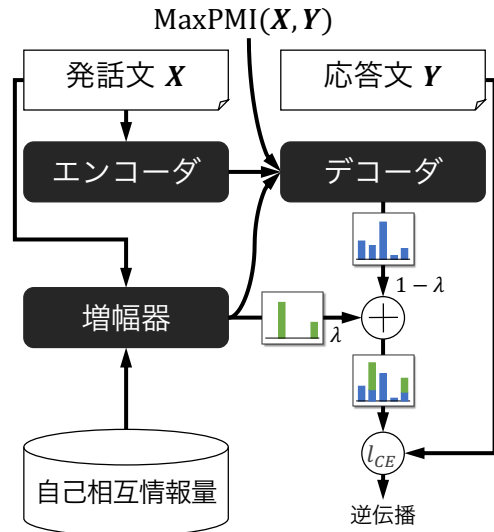 MaxPMI(X, Y)
発話文 X
応答文 Y
エンコーダ
デコーダ
1 − λ
増幅器
λ
+
l_CE
自己相互情報量
逆伝播